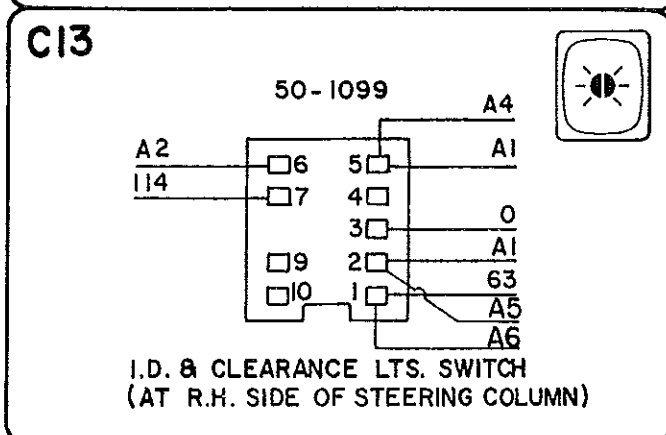 C13
50-1099
A4
A2 6 5 A1
114 7 4
3 0
9 2 A1
10 1 63
A5
A6
I.D. & CLEARANCE LTS. SWITCH
(AT R.H. SIDE OF STEERING COLUMN)